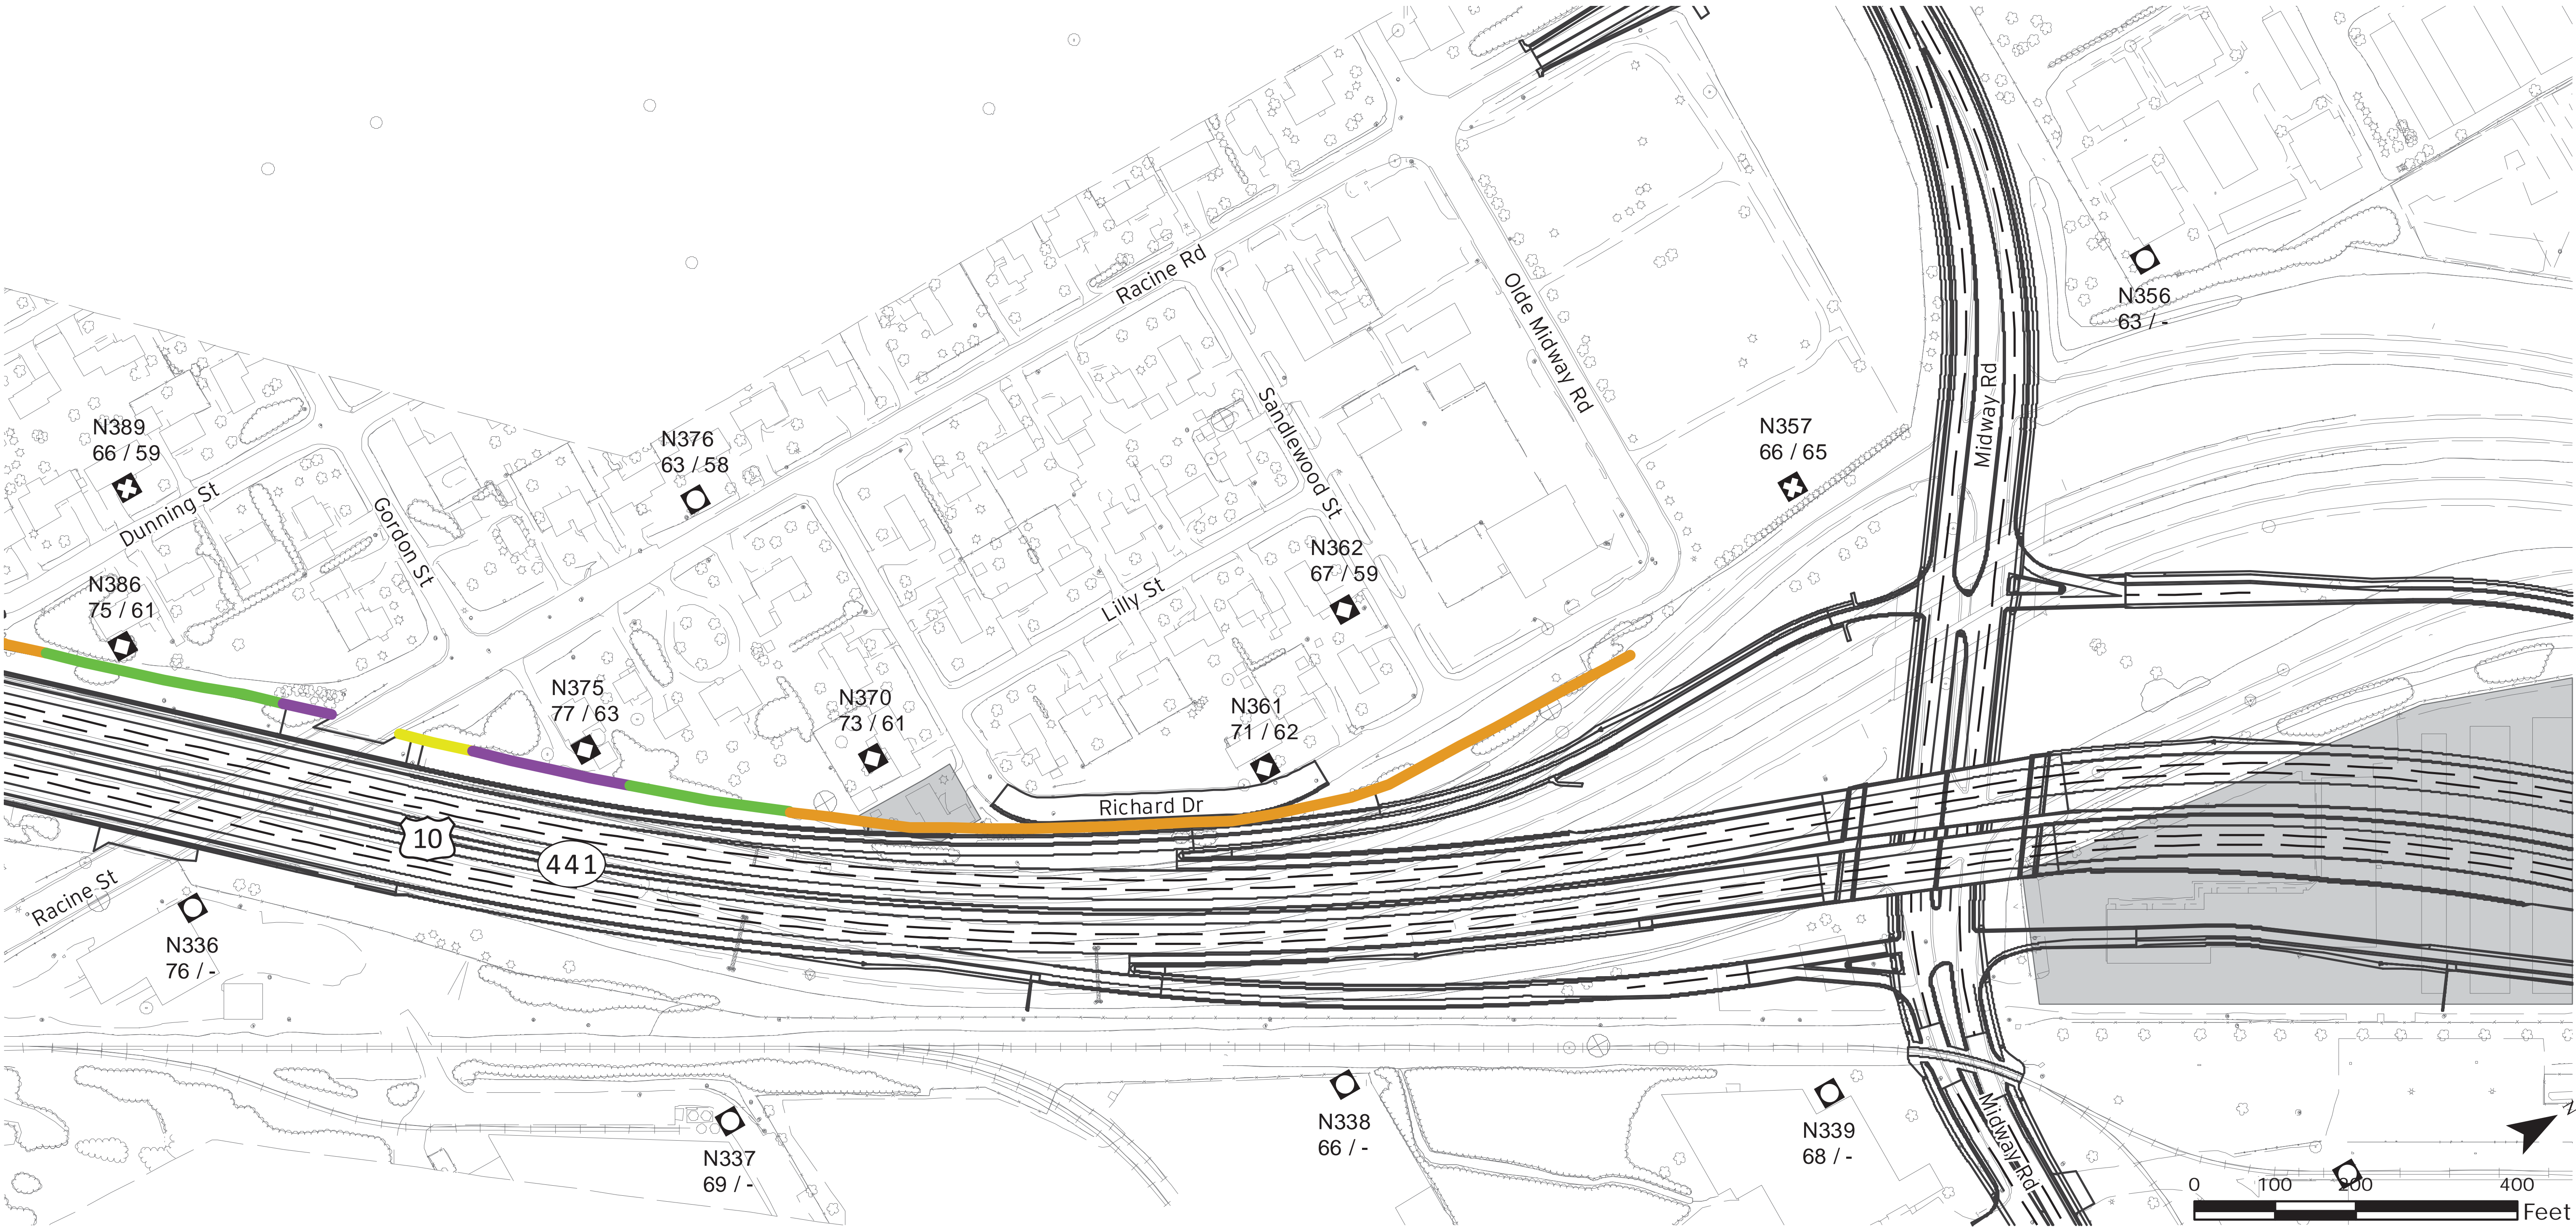 Racine Rd
Olde Midway Rd
N356
63 / -
Midway Rd
Sandlewood St
N389
66 / 59
N376
63 / 58
N357
66 / 65
Dunning St
Gordon St
N362
67 / 59
Lilly St
N386
75 / 61
N375
77 / 63
N370
73 / 61
N361
71 / 62
Richard Dr
10
441
Racine St
N336
76 / -
N337
69 / -
N338
66 / -
N339
68 / -
Midway Rd
N
0 100 200 400
Feet